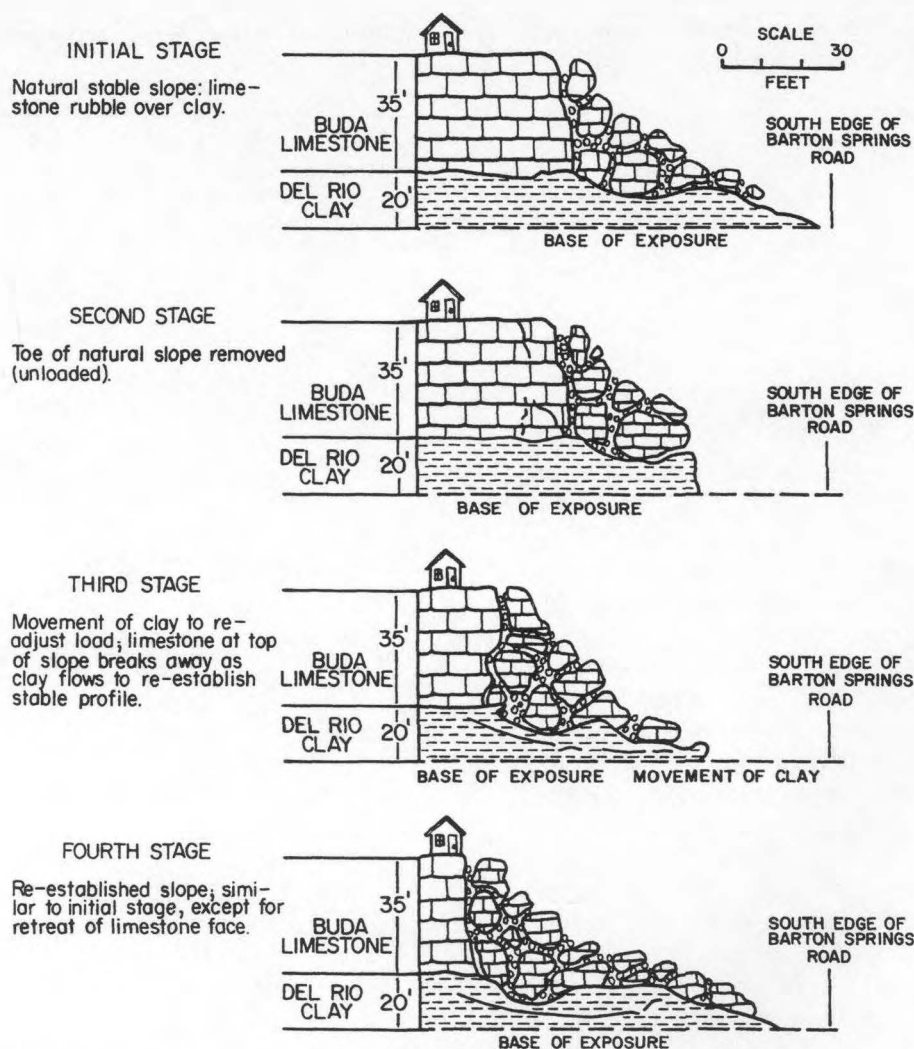 INITIAL STAGE
Natural stable slope: lime-
stone rubble over clay.
35'
BUDA
LIMESTONE
DEL RIO
CLAY
20'
BASE OF EXPOSURE
SCALE
0 30
FEET
SOUTH EDGE OF
BARTON SPRINGS
ROAD
SECOND STAGE
Toe of natural slope removed
(unloaded).
35'
BUDA
LIMESTONE
DEL RIO
CLAY
20'
BASE OF EXPOSURE
SOUTH EDGE OF
BARTON SPRINGS
ROAD
THIRD STAGE
Movement of clay to re-
adjust load; limestone at top
of slope breaks away as
clay flows to re-establish
stable profile.
35'
BUDA
LIMESTONE
DEL RIO
CLAY
20'
BASE OF EXPOSURE MOVEMENT OF CLAY
SOUTH EDGE OF
BARTON SPRINGS
ROAD
FOURTH STAGE
Re-established slope; simi-
lar to initial stage, except for
retreat of limestone face.
35'
BUDA
LIMESTONE
DEL RIO
CLAY
20'
BASE OF EXPOSURE
SOUTH EDGE OF
BARTON SPRINGS
ROAD